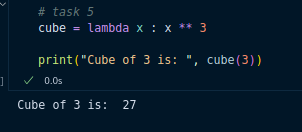 # task 5
cube = lambda x : x ** 3
print("Cube of 3 is: ", cube(3))
] ✓ 0.0s
Cube of 3 is:  27